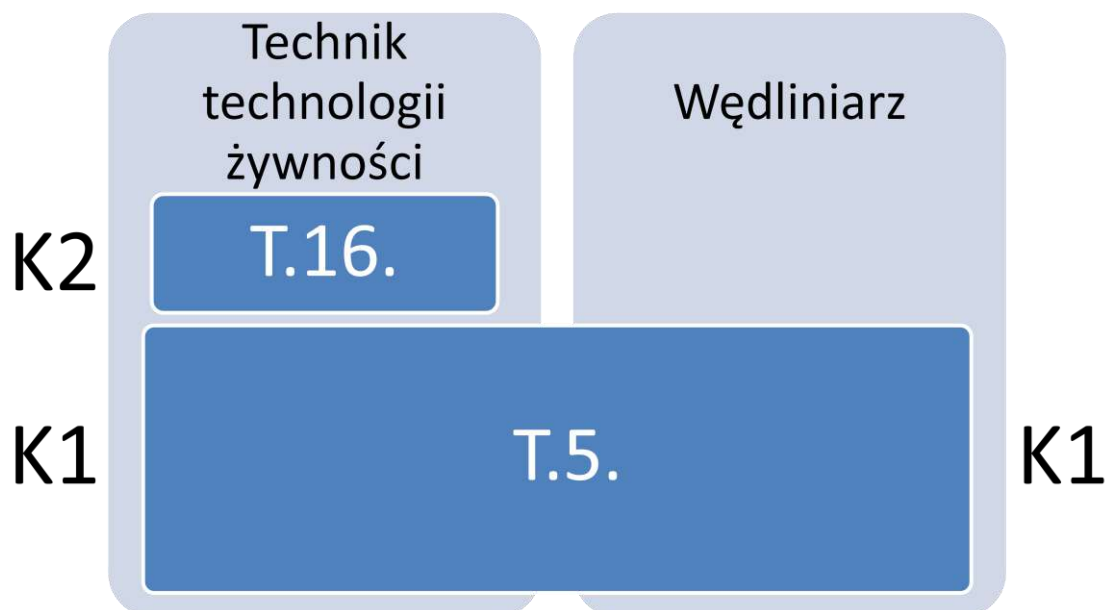 Technik
technologii
żywności
Wędliniarz
K2
T.16.
K1
T.5.
K1